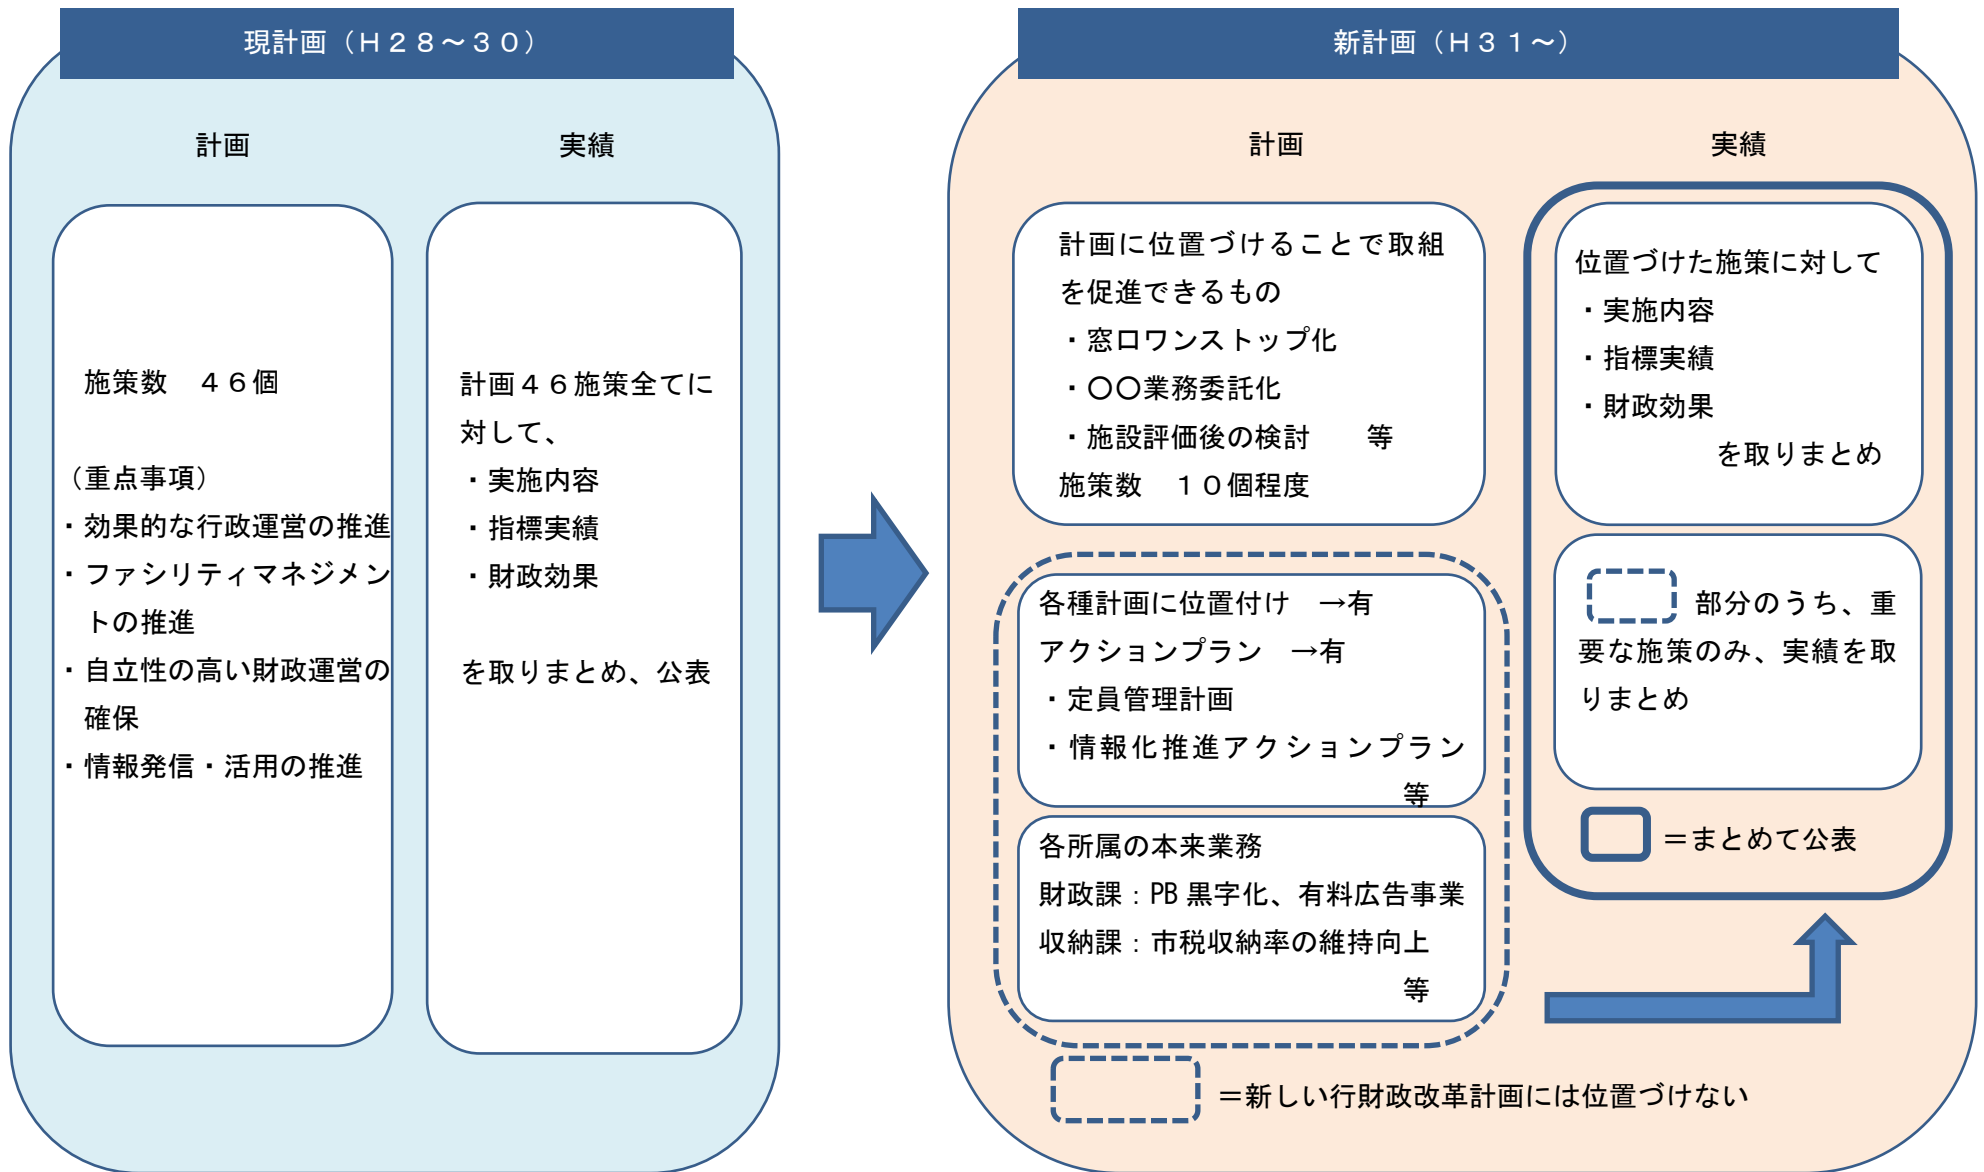 現計画（Ｈ２８～３０）
計画
実績
施策数　４６個
（重点事項）
・効果的な行政運営の推進
・ファシリティマネジメン
トの推進
・自立性の高い財政運営の
確保
・情報発信・活用の推進
計画４６施策全てに
対して、
・実施内容
・指標実績
・財政効果
を取りまとめ、公表
新計画（Ｈ３１～）
計画
実績
計画に位置づけることで取組
を促進できるもの
・窓口ワンストップ化
・〇〇業務委託化
・施設評価後の検討　　等
施策数　１０個程度
各種計画に位置付け　→有
アクションプラン　→有
・定員管理計画
・情報化推進アクションプラン
等
各所属の本来業務
財政課：PB 黒字化、有料広告事業
収納課：市税収納率の維持向上
等
＝新しい行財政改革計画には位置づけない
位置づけた施策に対して
・実施内容
・指標実績
・財政効果
を取りまとめ
部分のうち、重
要な施策のみ、実績を取
りまとめ
＝まとめて公表